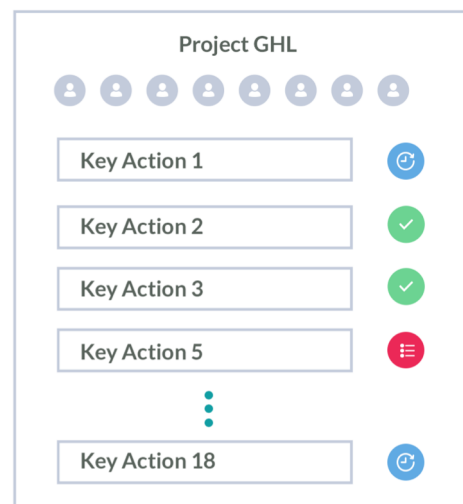 Project GHL
Key Action 1
Key Action 2
Key Action 3
Key Action 5
Key Action 18